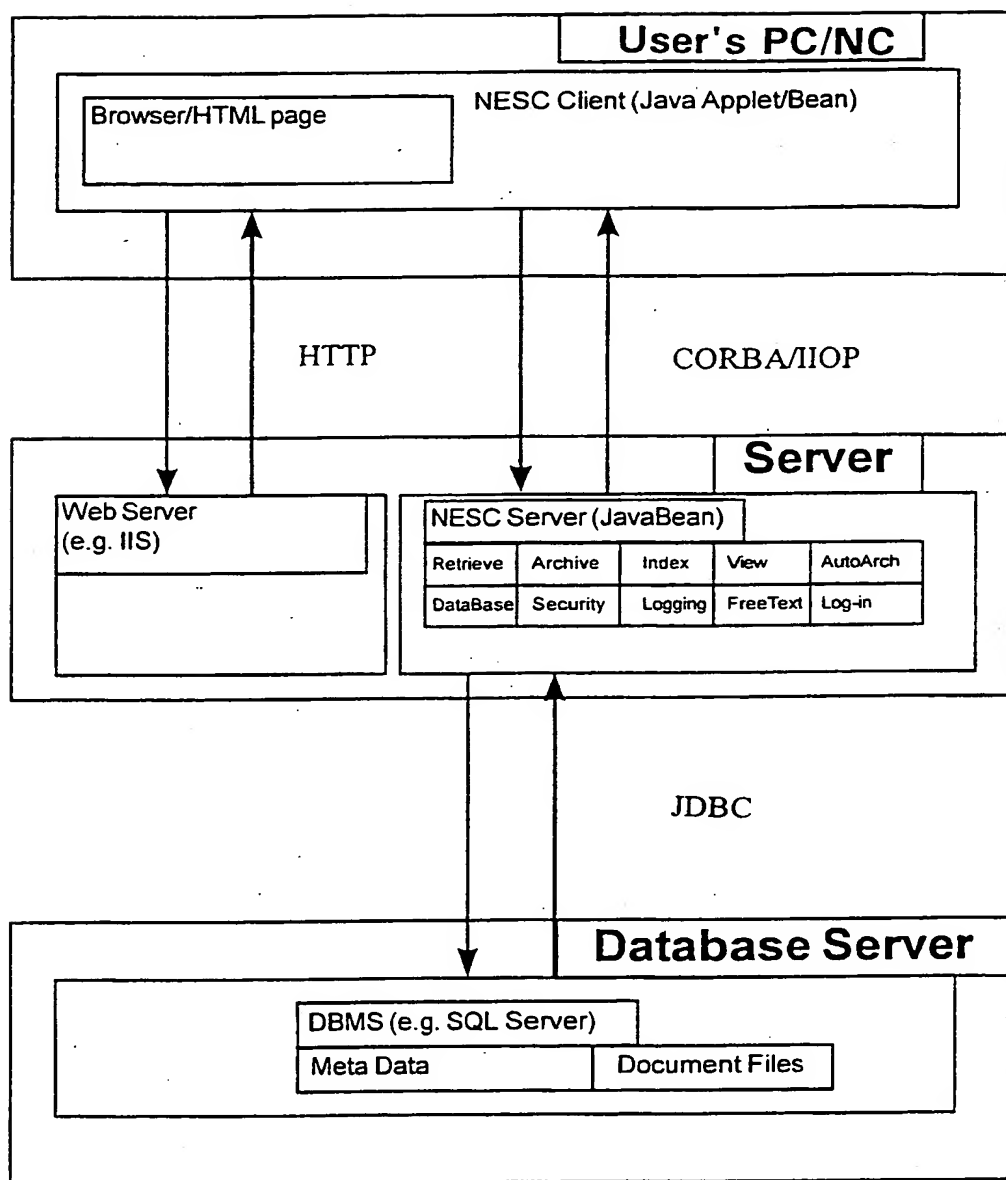 User's PC/NC
NESC Client (Java Applet/Bean)
Browser/HTML page
HTTP
CORBA/IIOP
Server
Web Server
(e.g. IIS)
NESC Server (JavaBean)
Retrieve Archive Index View AutoArch
DataBase Security Logging FreeText Log-in
JDBC
Database Server
DBMS (e.g. SQL Server)
Meta Data Document Files